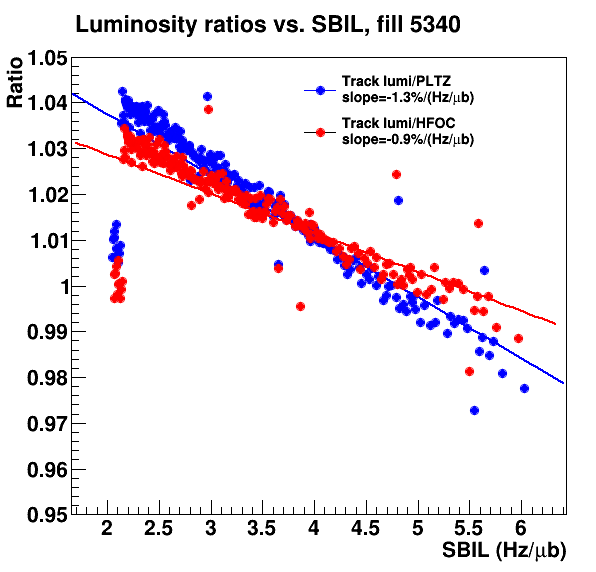 Luminosity ratios vs. SBIL, fill 5340
Ratio
1.05
1.04
1.03
1.02
1.01
1
0.99
0.98
0.97
0.96
0.95
Track lumi/PLTZ
slope=-1.3%/(Hz/μb)
Track lumi/HFOC
slope=-0.9%/(Hz/μb)
2 2.5 3 3.5 4 4.5 5 5.5 6
SBIL (Hz/μb)